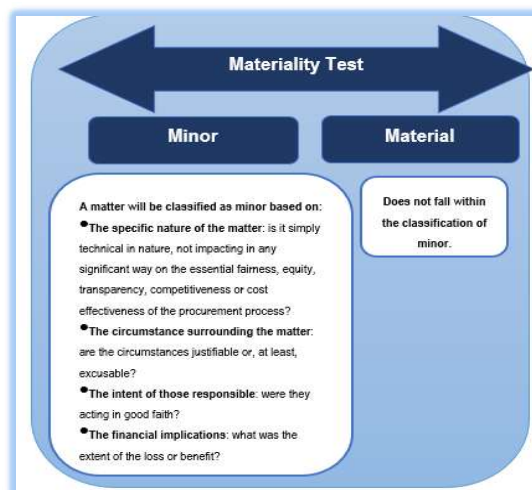 Materiality Test
Minor
Material
A matter will be classified as minor based on:
•The specific nature of the matter: is it simply
technical in nature, not impacting in any
significant way on the essential fairness, equity,
transparency, competitiveness or cost
effectiveness of the procurement process?
•The circumstance surrounding the matter:
are the circumstances justifiable or, at least,
excusable?
•The intent of those responsible: were they
acting in good faith?
•The financial implications: what was the
extent of the loss or benefit?
Does not fall within
the classification of
minor.